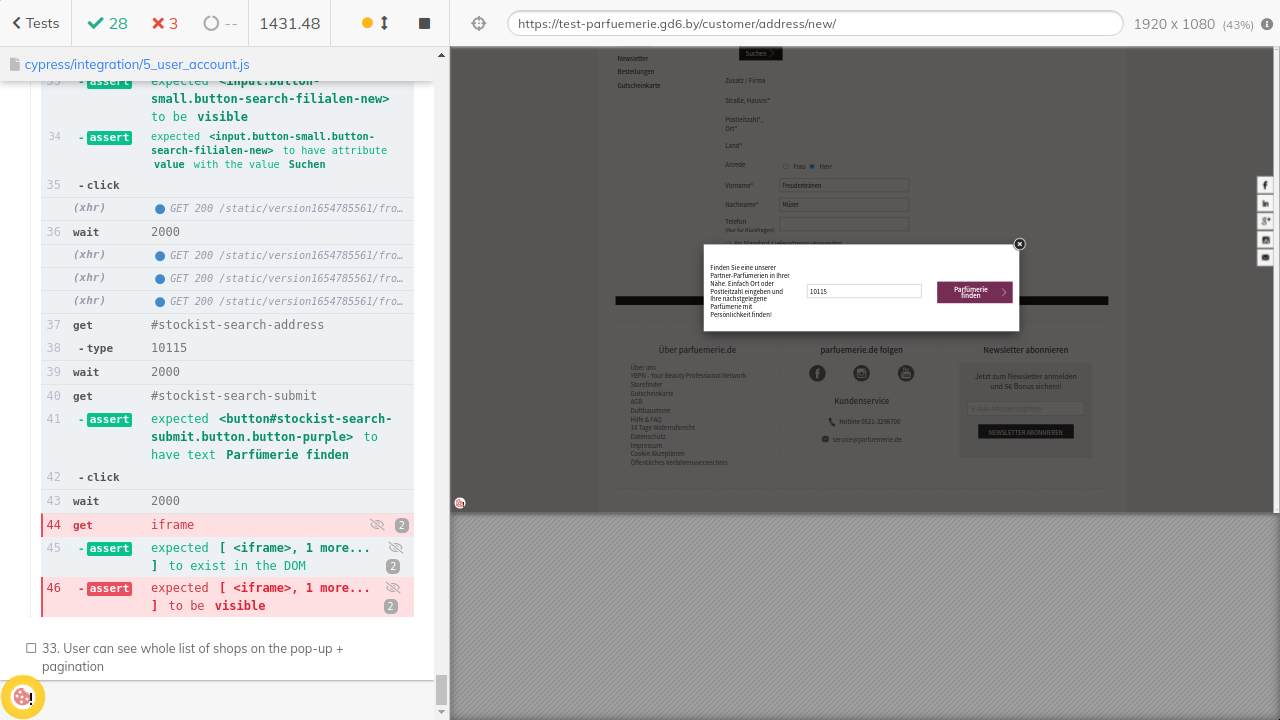 Tests
28
3
--
1431.48
https://test-parfuemerie.gd6.by/customer/address/new/
1920 x 1080 (43%)
cypress/integration/5_user_account.js
- assert expected <input.button-
small.button-search-filialen-new>
to be visible
34 - assert expected <input.button-small.button-
search-filialen-new> to have attribute
value with the value Suchen
35 - click
(xhr) GET 200 /static/version1654785561/fro…
36 wait 2000
(xhr) GET 200 /static/version1654785561/fro…
(xhr) GET 200 /static/version1654785561/fro…
(xhr) GET 200 /static/version1654785561/fro…
37 get #stockist-search-address
38 - type 10115
39 wait 2000
40 get #stockist-search-submit
41 - assert expected <button#stockist-search-
submit.button.button-purple> to
have text Parfümerie finden
42 - click
43 wait 2000
44 get iframe 2
45 - assert expected [ <iframe>, 1 more...
] to exist in the DOM 2
46 - assert expected [ <iframe>, 1 more...
] to be visible 2
33. User can see whole list of shops on the pop-up +
pagination
Suchen
Newsletter
Bestellungen
Gutscheinkarte
Zusatz / Firma
Straße, Hausnr.*
Postleitzahl*,
Ort*
Land*
Anrede Frau Herr
Vorname* Freudentränen
Nachname* Müller
Telefon
(Nur für Rückfragen)
Finden Sie eine unserer
Partner-Parfümerien in Ihrer
Nähe. Einfach Ort oder
Postleitzahl eingeben und
Ihre nächstgelegene
Parfümerie mit
Persönlichkeit finden!
10115
Parfümerie
finden
Über parfuemerie.de
Über uns
YBPN - Your Beauty Professional Network
Storefinder
Gutscheinkarte
AGB
Duftbausteine
Hilfe & FAQ
14 Tage Widerrufsrecht
Datenschutz
Impressum
Cookie Akzeptieren
Öffentliches Verfahrensverzeichnis
parfuemerie.de folgen
Kundenservice
Hotline 0521-3298700
service@parfuemerie.de
Newsletter abonnieren
Jetzt zum Newsletter anmelden
und 5€ Bonus sichern!
NEWSLETTER ABONNIEREN